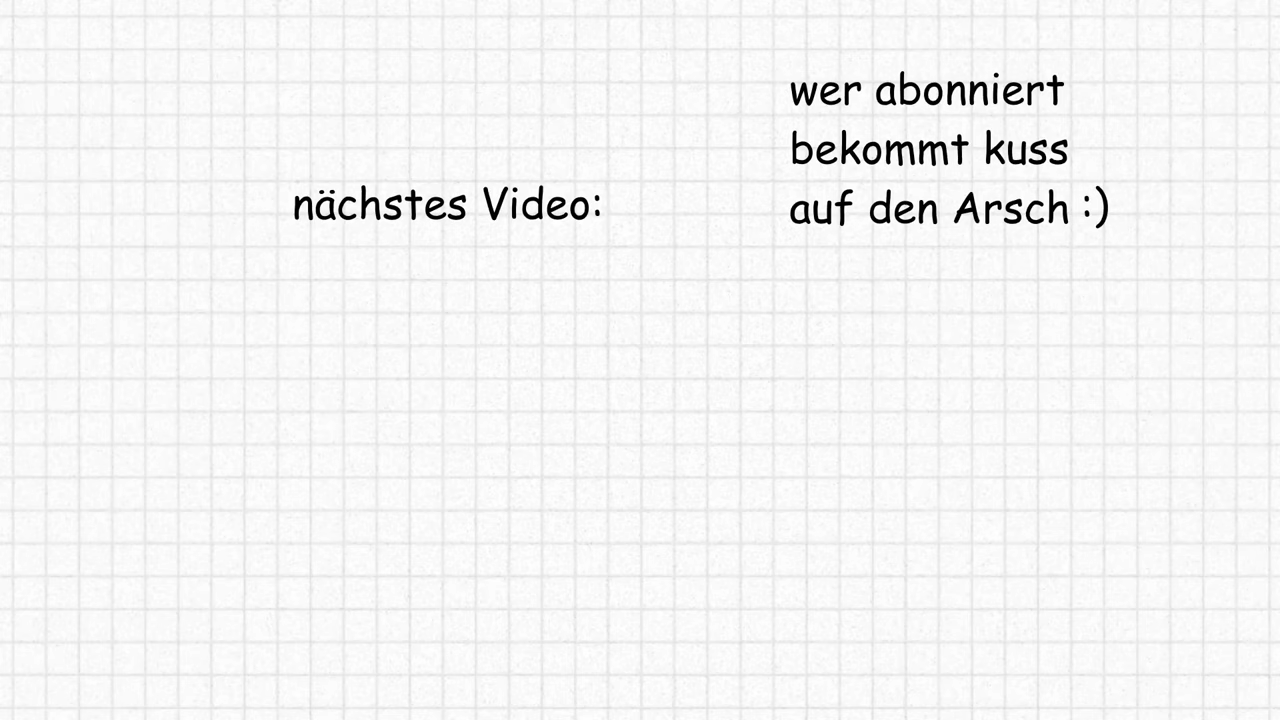 nächstes Video:
wer abonniert
bekommt kuss
auf den Arsch :)